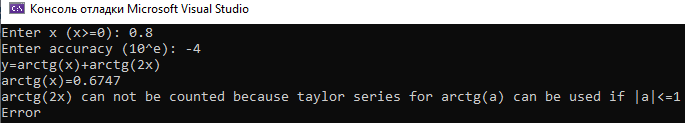 Консоль отладки Microsoft Visual Studio
Enter x (x>=0): 0.8
Enter accuracy (10^e): -4
y=arctg(x)+arctg(2x)
arctg(x)=0.6747
arctg(2x) can not be counted because taylor series for arctg(a) can be used if |a|<=1
Error